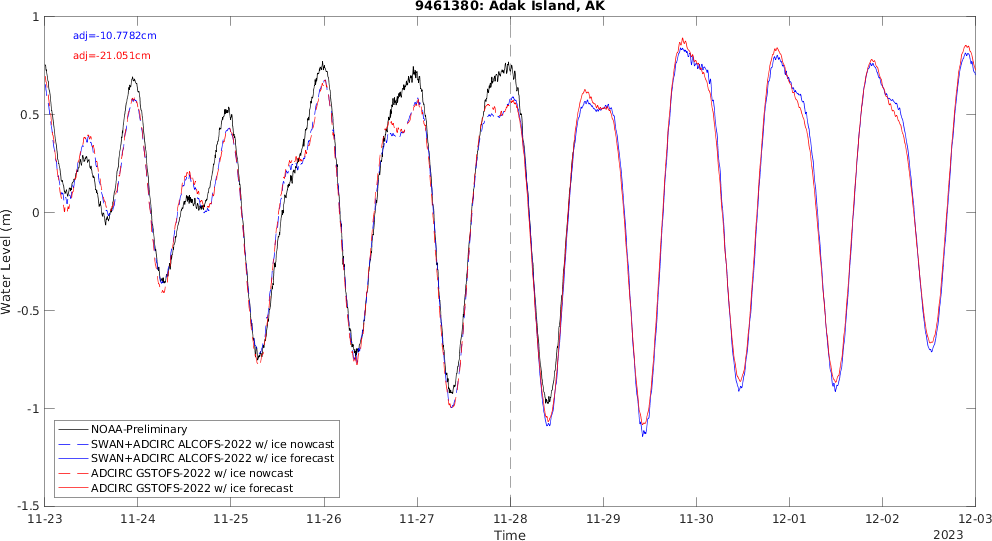 9461380: Adak Island, AK
adj=-10.7782cm
adj=-21.051cm
1
0.5
0
-0.5
-1
-1.5
Water Level (m)
NOAA-Preliminary
SWAN+ADCIRC ALCOFS-2022 w/ ice nowcast
SWAN+ADCIRC ALCOFS-2022 w/ ice forecast
ADCIRC GSTOFS-2022 w/ ice nowcast
ADCIRC GSTOFS-2022 w/ ice forecast
11-23 11-24 11-25 11-26 11-27 11-28 11-29 11-30 12-01 12-02 12-03
Time
2023